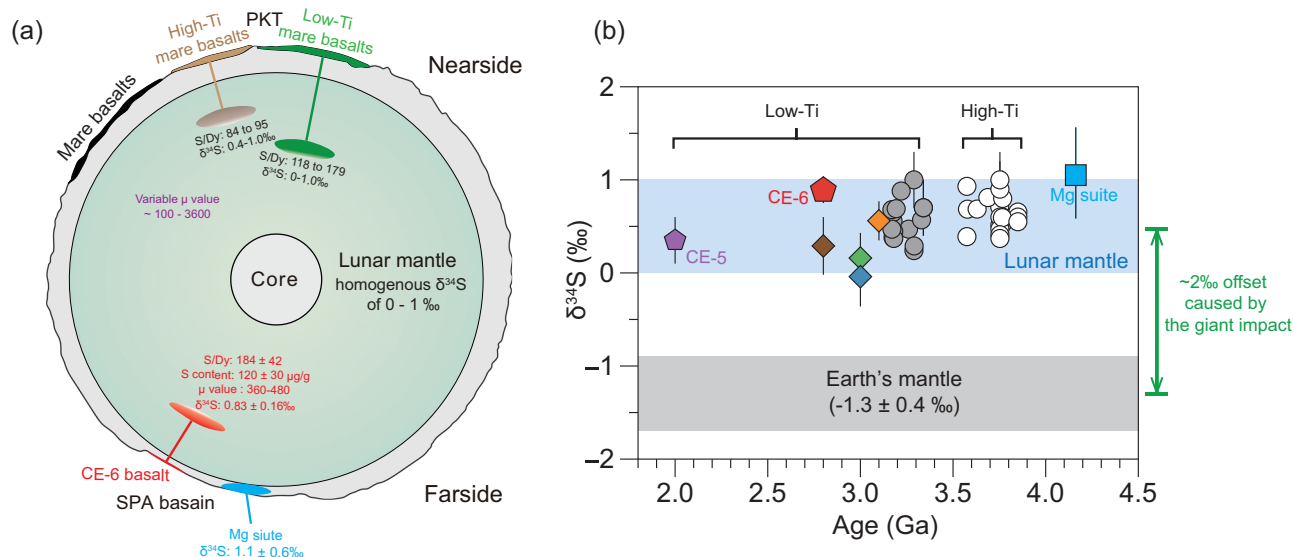 (a)
High-Ti
mare basalts
PKT
Low-Ti
mare basalts
Nearside
Mare basalts
S/Dy: 84 to 95
δ³⁴S: 0.4-1.0‰
S/Dy: 118 to 179
δ³⁴S: 0-1.0‰
Variable μ value
~ 100 - 3600
Core
Lunar mantle
homogenous δ³⁴S
of 0 - 1 ‰
S/Dy: 184 ± 42
S content: 120 ± 30 μg/g
μ value : 360-480
δ³⁴S: 0.83 ± 0.16‰
CE-6 basalt
SPA basain
Farside
Mg siute
δ³⁴S: 1.1 ± 0.6‰
(b)
2
1
0
−1
−2
δ³⁴S (‰)
Low-Ti
High-Ti
CE-6
CE-5
Mg suite
Lunar mantle
Earth's mantle
(-1.3 ± 0.4 ‰)
~2‰ offset
caused by
the giant impact
2.0 2.5 3.0 3.5 4.0 4.5
Age (Ga)